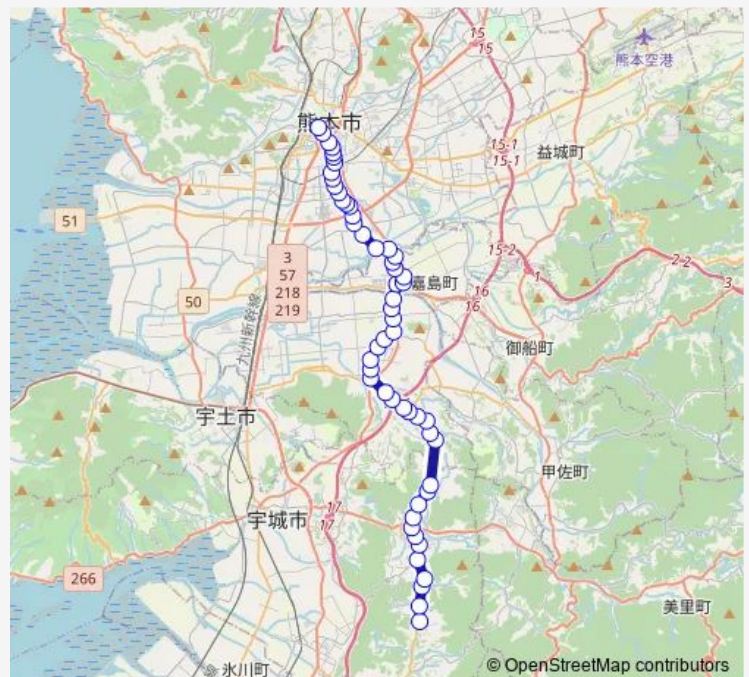 15
15
熊本空港
熊本市
15-1
15-1
益城町
51
3
57
218
219
15-2
2-2
1
3
嘉島町
50
16
16
九州新幹線
御船町
宇土市
甲佐町
17
17
宇城市
266
美里町
氷川町
© OpenStreetMap contributors